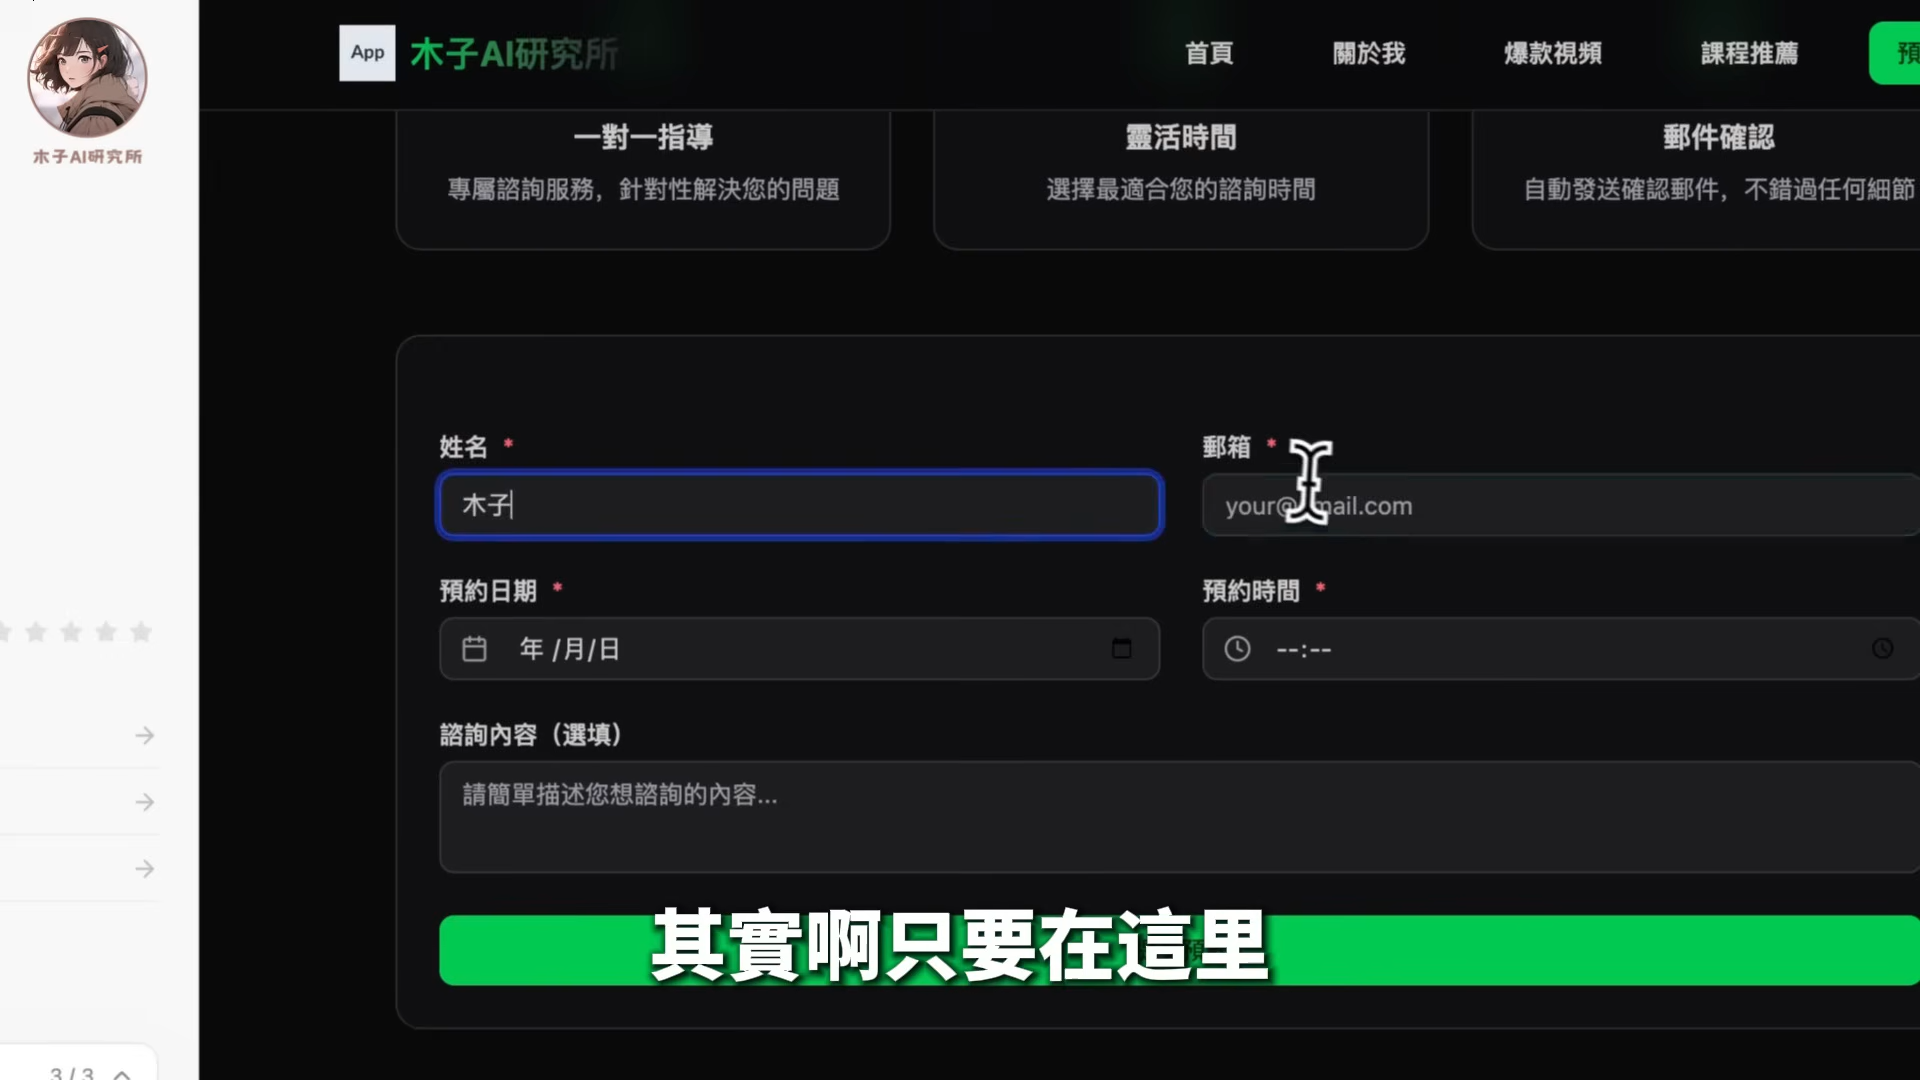 木子AI研究所
App 木子AI研究所
首頁 關於我 爆款視頻 課程推薦 預
一對一指導
專屬諮詢服務，針對性解決您的問題
靈活時間
選擇最適合您的諮詢時間
郵件確認
自動發送確認郵件，不錯過任何細節
姓名 *
木子
郵箱 *
your@email.com
預約日期 *
年 /月/日
預約時間 *
--:--
諮詢內容（選填）
請簡單描述您想諮詢的內容...
其實啊只要在這里
3 / 3